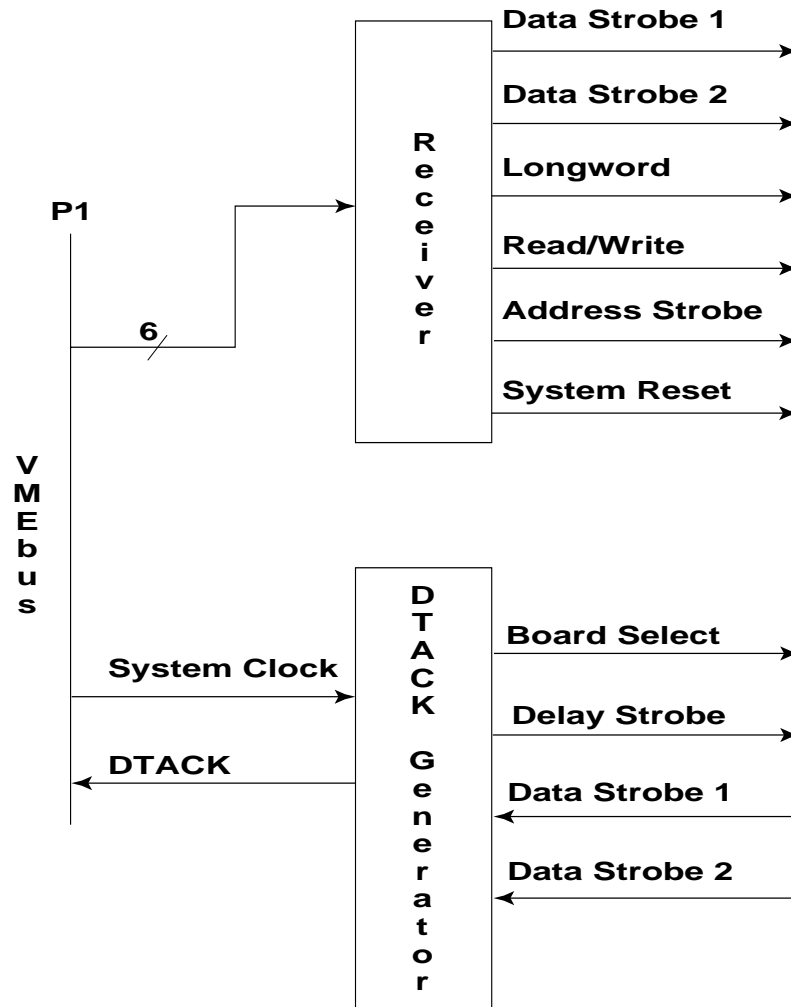 Data Strobe 1
Data Strobe 2
Longword
Read/Write
Address Strobe
System Reset
Receiver
P1
6
VMEbus
DTACK Generator
System Clock
DTACK
Board Select
Delay Strobe
Data Strobe 1
Data Strobe 2